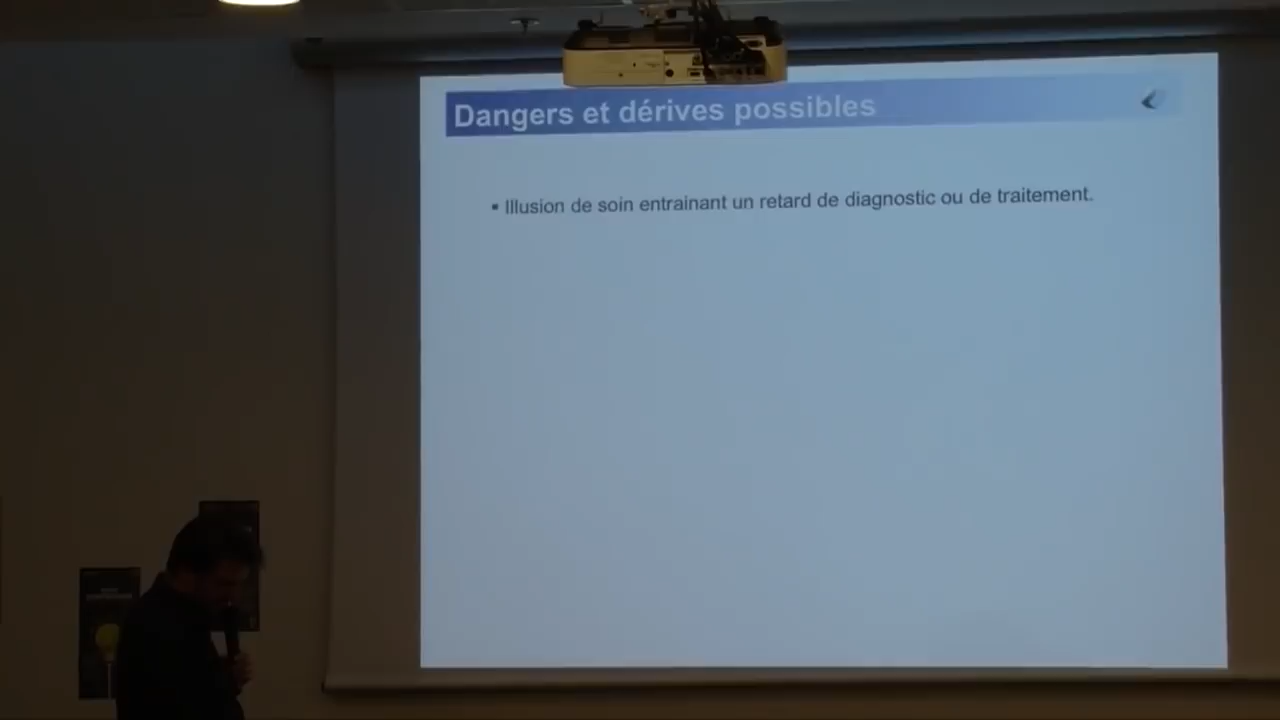 Dangers et dérives possibles
▪ Illusion de soin entrainant un retard de diagnostic ou de traitement.